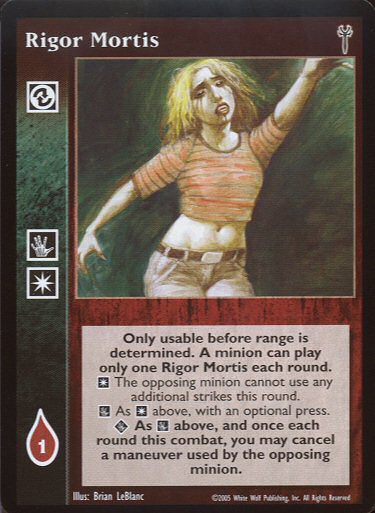 Rigor Mortis
Only usable before range is
determined. A minion can play
only one Rigor Mortis each round.
The opposing minion cannot use any
additional strikes this round.
As above, with an optional press.
As above, and once each
round this combat, you may cancel
a maneuver used by the opposing
minion.
1
Illus: Brian LeBlanc
©2005 White Wolf Publishing, Inc. All Rights Reserved